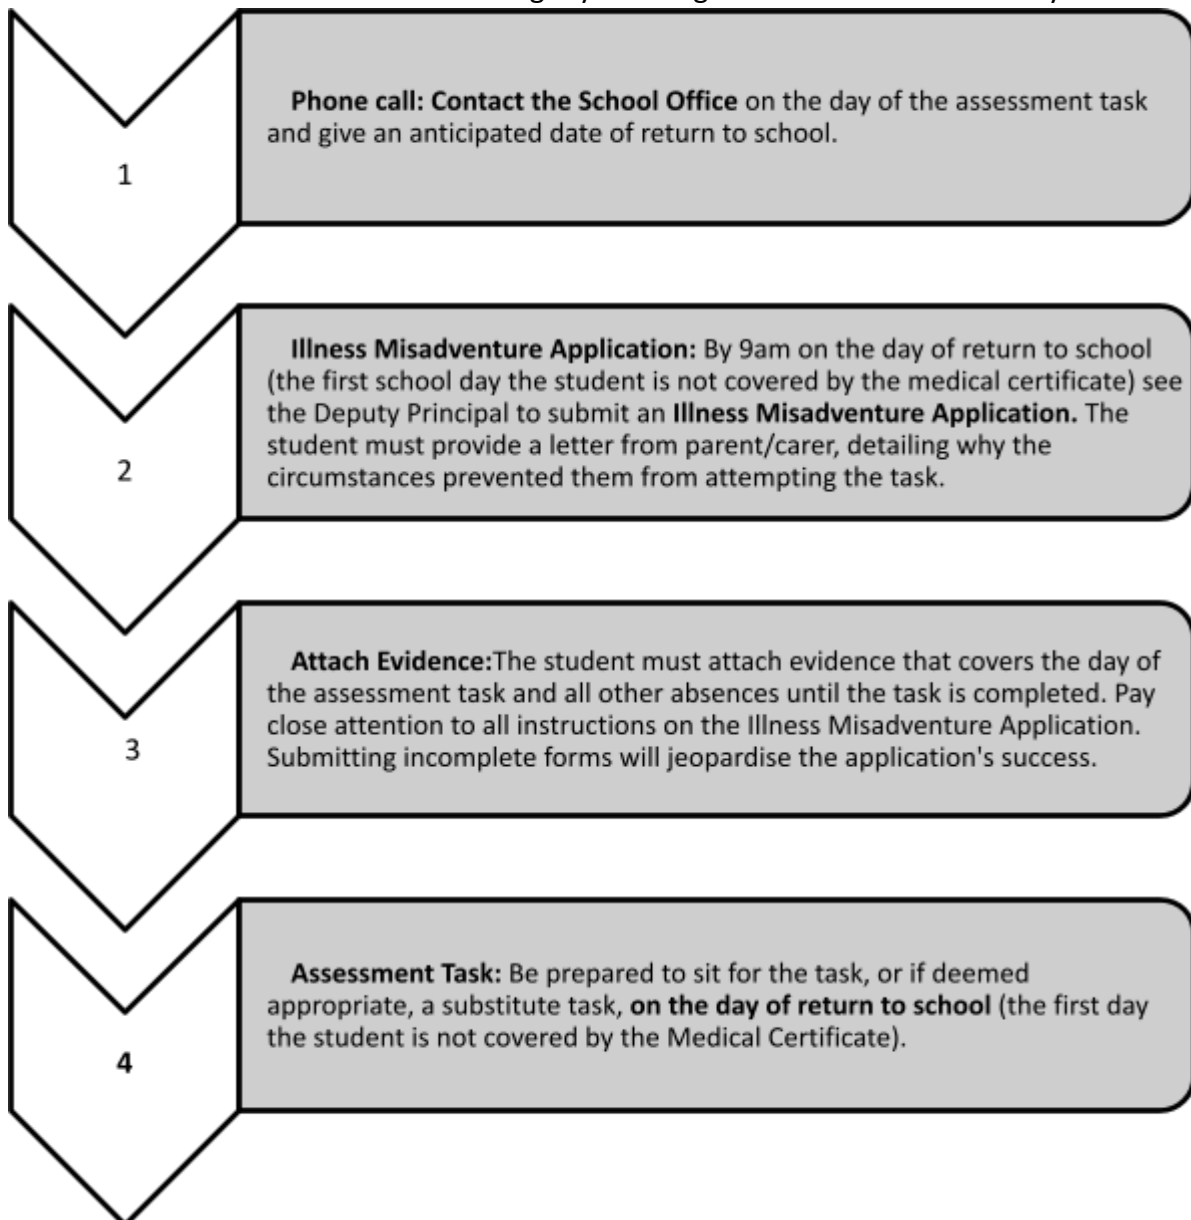 1
Phone call: Contact the School Office on the day of the assessment task
and give an anticipated date of return to school.
2
Illness Misadventure Application: By 9am on the day of return to school
(the first school day the student is not covered by the medical certificate) see
the Deputy Principal to submit an Illness Misadventure Application. The
student must provide a letter from parent/carer, detailing why the
circumstances prevented them from attempting the task.
3
Attach Evidence:The student must attach evidence that covers the day of
the assessment task and all other absences until the task is completed. Pay
close attention to all instructions on the Illness Misadventure Application.
Submitting incomplete forms will jeopardise the application's success.
4
Assessment Task: Be prepared to sit for the task, or if deemed
appropriate, a substitute task, on the day of return to school (the first day
the student is not covered by the Medical Certificate).